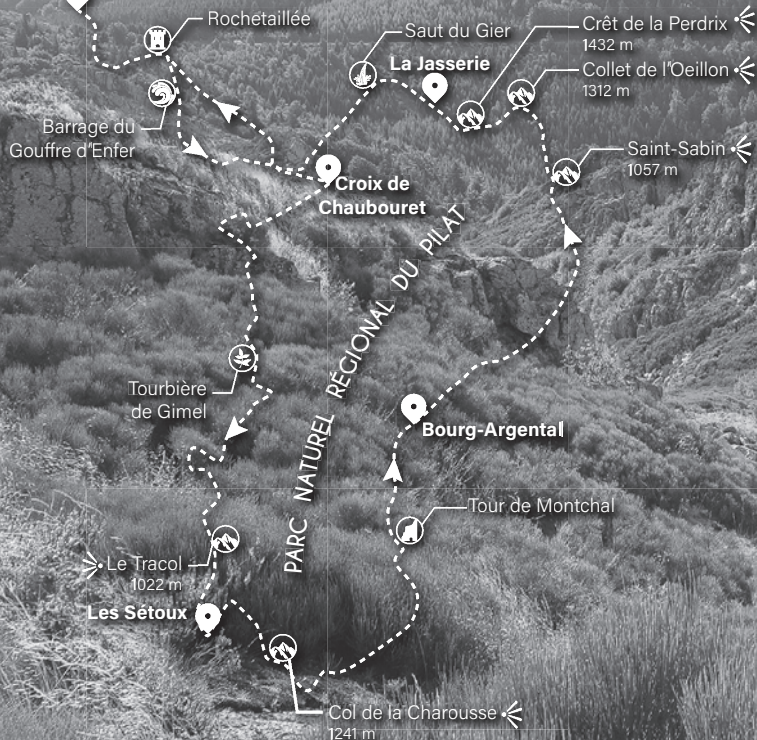 Rochetaillée
Saut du Gier
Crêt de la Perdrix
1432 m
La Jasserie
Collet de l'Oeillon
1312 m
Barrage du
Gouffre d'Enfer
Saint-Sabin
1057 m
Croix de
Chaubouret
PARC NATUREL RÉGIONAL DU PILAT
Tourbière
de Gimel
Bourg-Argental
Tour de Montchal
Le Tracol
1022 m
Les Sétoux
Col de la Charousse
1241 m